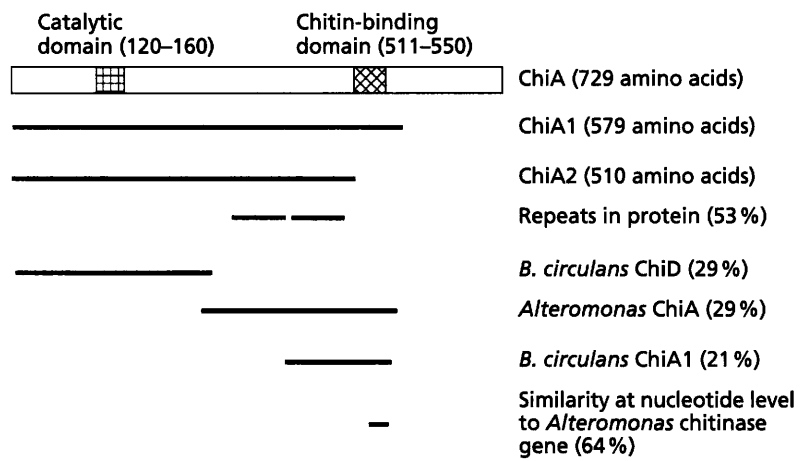 Catalytic
domain (120–160)
Chitin-binding
domain (511–550)
ChiA (729 amino acids)
ChiA1 (579 amino acids)
ChiA2 (510 amino acids)
Repeats in protein (53 %)
B. circulans ChiD (29 %)
Alteromonas ChiA (29 %)
B. circulans ChiA1 (21 %)
Similarity at nucleotide level
to Alteromonas chitinase
gene (64 %)